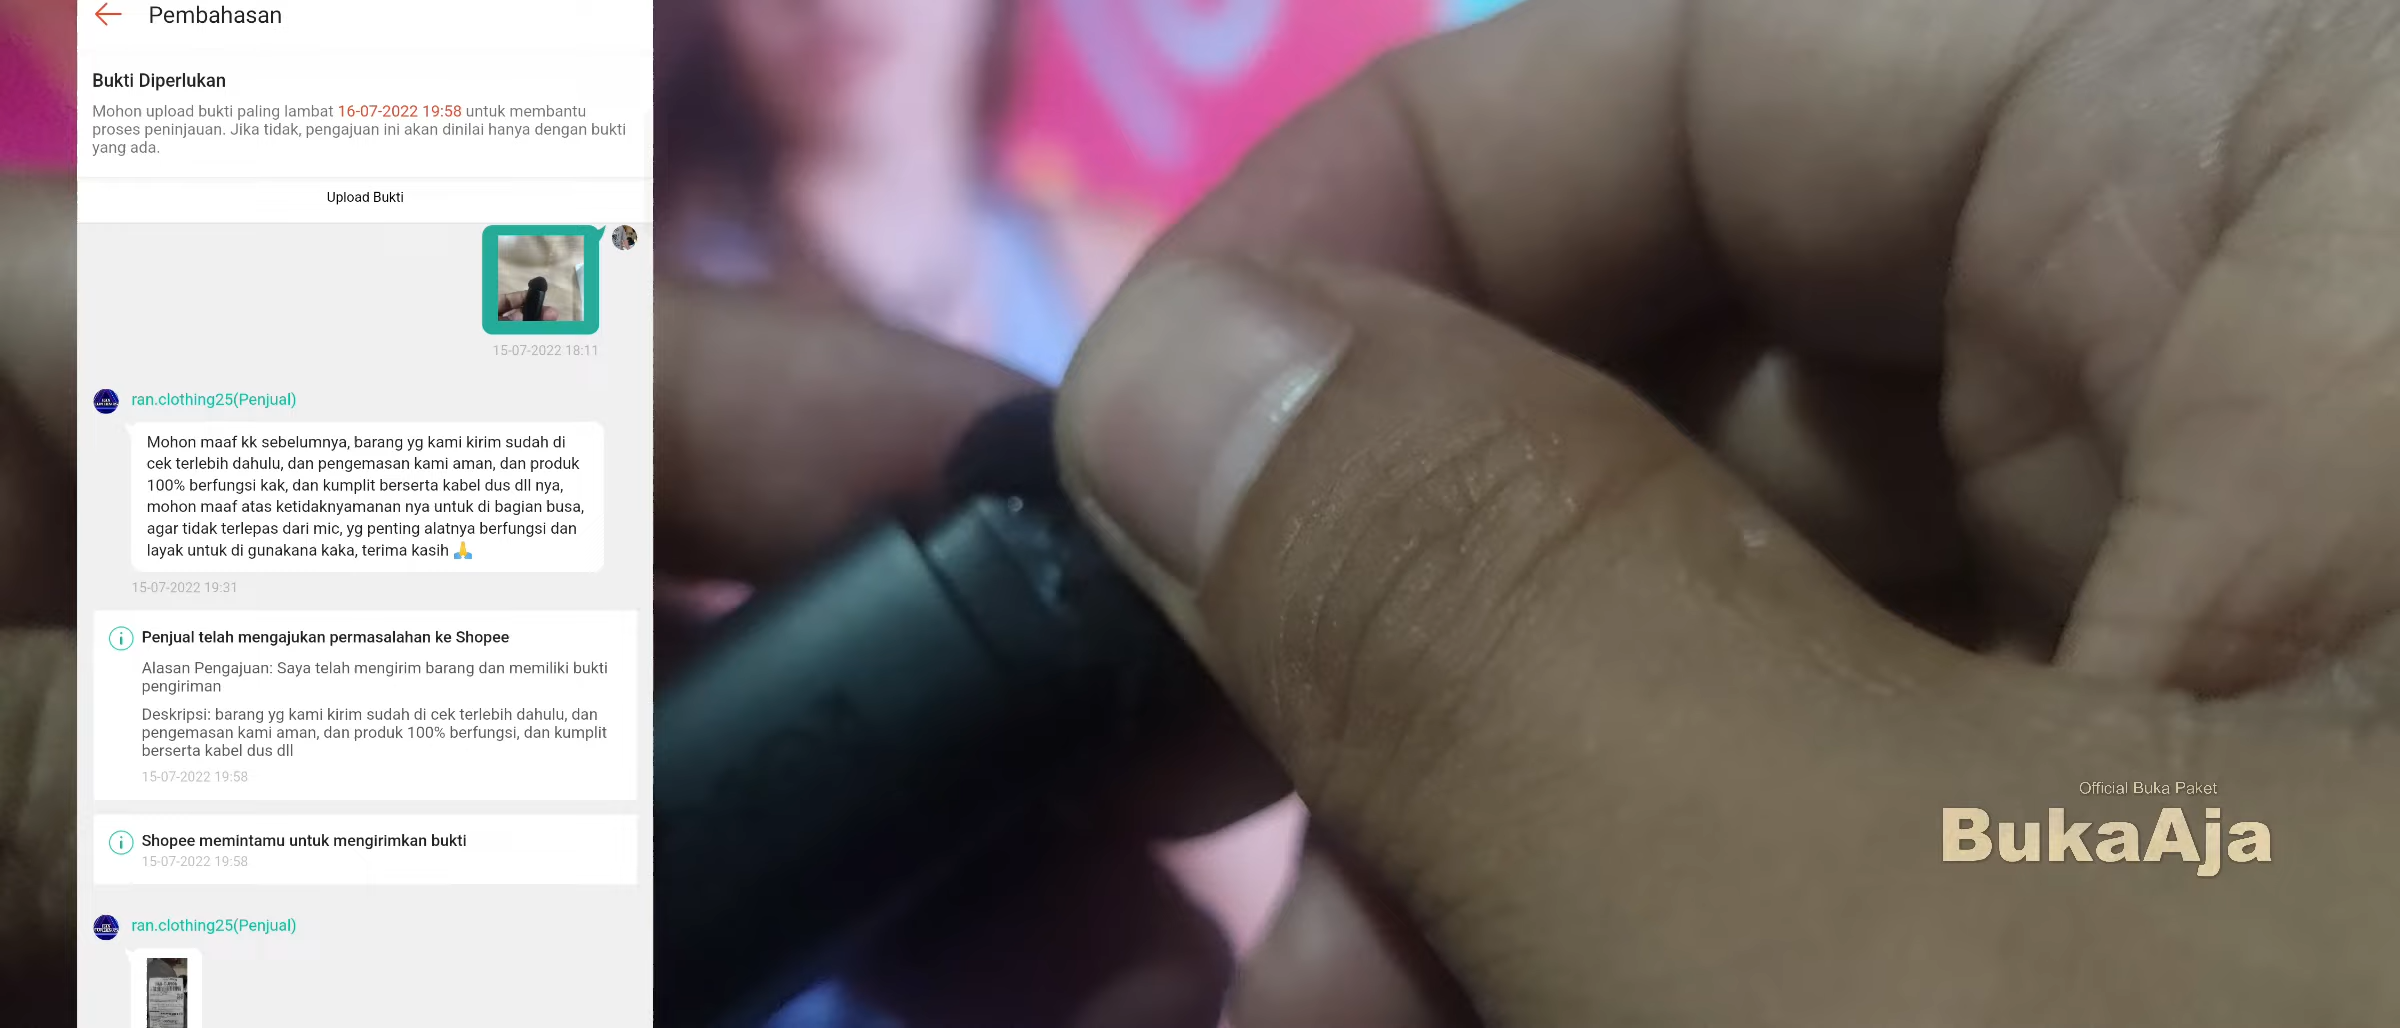 Pembahasan
Bukti Diperlukan
Mohon upload bukti paling lambat 16-07-2022 19:58 untuk membantu
proses peninjauan. Jika tidak, pengajuan ini akan dinilai hanya dengan bukti
yang ada.
Upload Bukti
15-07-2022 18:11
ran.clothing25(Penjual)
Mohon maaf kk sebelumnya, barang yg kami kirim sudah di
cek terlebih dahulu, dan pengemasan kami aman, dan produk
100% berfungsi kak, dan kumplit berserta kabel dus dll nya,
mohon maaf atas ketidaknyamanan nya untuk di bagian busa,
agar tidak terlepas dari mic, yg penting alatnya berfungsi dan
layak untuk di gunakana kaka, terima kasih 🙏
15-07-2022 19:31
Penjual telah mengajukan permasalahan ke Shopee
Alasan Pengajuan: Saya telah mengirim barang dan memiliki bukti
pengiriman
Deskripsi: barang yg kami kirim sudah di cek terlebih dahulu, dan
pengemasan kami aman, dan produk 100% berfungsi, dan kumplit
berserta kabel dus dll
15-07-2022 19:58
Shopee memintamu untuk mengirimkan bukti
15-07-2022 19:58
ran.clothing25(Penjual)
Official Buka Paket
BukaAja